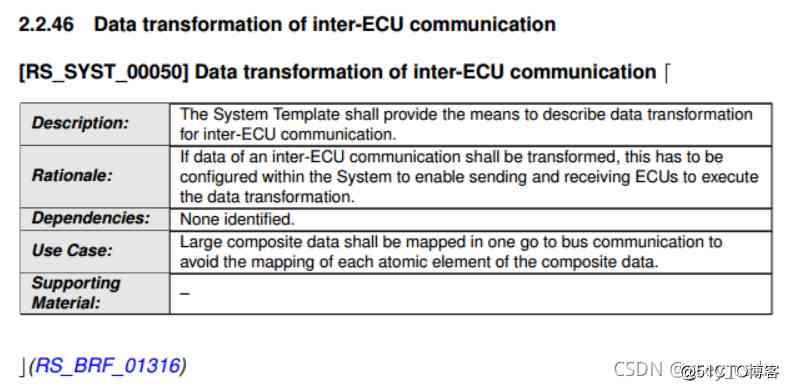 2.2.46 Data transformation of inter-ECU communication
[RS_SYST_00050] Data transformation of inter-ECU communication ⌈
Description:
The System Template shall provide the means to describe data transformation
for inter-ECU communication.
Rationale:
If data of an inter-ECU communication shall be transformed, this has to be
configured within the System to enable sending and receiving ECUs to execute
the data transformation.
Dependencies:
None identified.
Use Case:
Large composite data shall be mapped in one go to bus communication to
avoid the mapping of each atomic element of the composite data.
Supporting
Material:
–
⌋(RS_BRF_01316)
CSDN
@51CTO博客